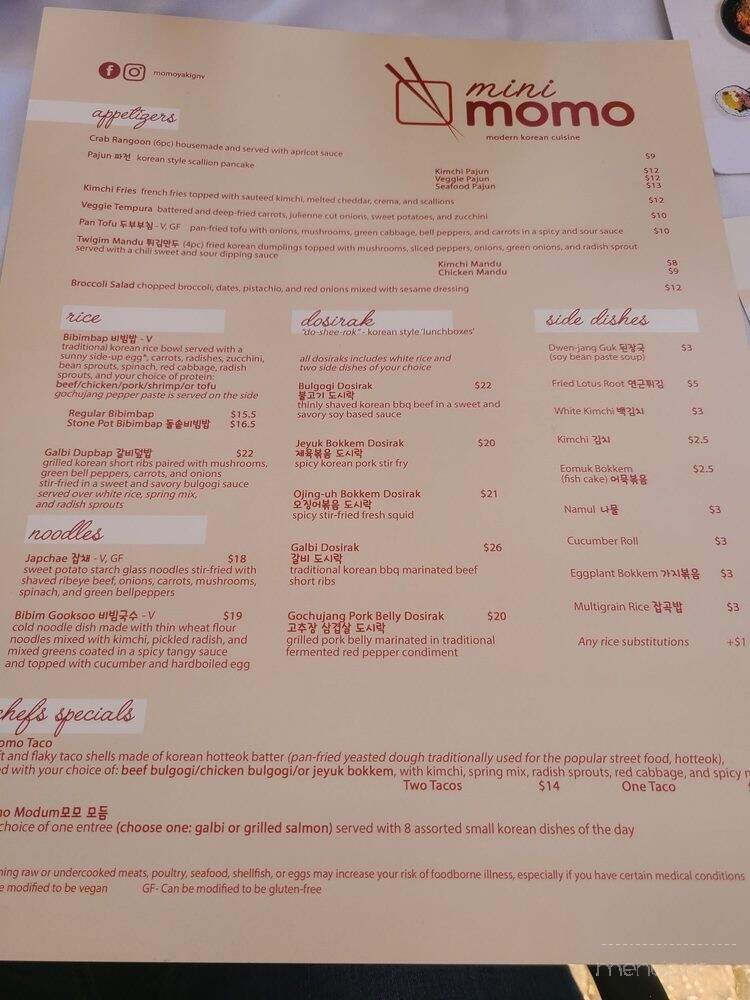 momoyakignv
mini
momo
modern korean cuisine
appetizers
Crab Rangoon (6pc) housemade and served with apricot sauce $9
Pajun 파전 korean style scallion pancake
Kimchi Pajun $12
Veggie Pajun $12
Seafood Pajun $13
Kimchi Fries french fries topped with sauteed kimchi, melted cheddar, crema, and scallions $12
Veggie Tempura battered and deep-fried carrots, julienne cut onions, sweet potatoes, and zucchini $10
Pan Tofu 두부부침 - V, GF pan-fried tofu with onions, mushrooms, green cabbage, bell peppers, and carrots in a spicy and sour sauce $10
Twigim Mandu 튀김만두 (4pc) fried korean dumplings topped with mushrooms, sliced peppers, onions, green onions, and radish sprout
served with a chili sweet and sour dipping sauce
Kimchi Mandu $8
Chicken Mandu $9
Broccoli Salad chopped broccoli, dates, pistachio, and red onions mixed with sesame dressing $12
rice
Bibimbap 비빔밥 - V
traditional korean rice bowl served with a
sunny side-up egg*, carrots, radishes, zucchini,
bean sprouts, spinach, red cabbage, radish
sprouts, and your choice of protein:
beef/chicken/pork/shrimp/or tofu
gochujang pepper paste is served on the side
Regular Bibimbap $15.5
Stone Pot Bibimbap 돌솥비빔밥 $16.5
Galbi Dupbap 갈비덮밥 $22
grilled korean short ribs paired with mushrooms,
green bell peppers, carrots, and onions
stir-fried in a sweet and savory bulgogi sauce
served over white rice, spring mix,
and radish sprouts
noodles
Japchae 잡채 - V, GF $18
sweet potato starch glass noodles stir-fried with
shaved ribeye beef, onions, carrots, mushrooms,
spinach, and green bellpeppers
Bibim Gooksoo 비빔국수 - V $19
cold noodle dish made with thin wheat flour
noodles mixed with kimchi, pickled radish, and
mixed greens coated in a spicy tangy sauce
and topped with cucumber and hardboiled egg
dosirak
"do-shee-rok" - korean style 'lunchboxes'
all dosiraks includes white rice and
two side dishes of your choice
Bulgogi Dosirak $22
불고기 도시락
thinly shaved korean bbq beef in a sweet and
savory soy based sauce
Jeyuk Bokkem Dosirak $20
제육볶음 도시락
spicy korean pork stir fry
Ojing-uh Bokkem Dosirak $21
오징어볶음 도시락
spicy stir-fried fresh squid
Galbi Dosirak $26
갈비 도시락
traditional korean bbq marinated beef
short ribs
Gochujang Pork Belly Dosirak $20
고추장 삼겹살 도시락
grilled pork belly marinated in traditional
fermented red pepper condiment
side dishes
Dwen-jang Guk 된장국 $3
(soy bean paste soup)
Fried Lotus Root 연근튀김 $5
White Kimchi 백김치 $3
Kimchi 김치 $2.5
Eomuk Bokkem $2.5
(fish cake) 어묵볶음
Namul 나물 $3
Cucumber Roll $3
Eggplant Bokkem 가지볶음 $3
Multigrain Rice 잡곡밥 $3
Any rice substitutions +$1
chefs specials
omo Taco
ft and flaky taco shells made of korean hotteok batter (pan-fried yeasted dough traditionally used for the popular street food, hotteok),
ed with your choice of: beef bulgogi/chicken bulgogi/or jeyuk bokkem, with kimchi, spring mix, radish sprouts, red cabbage, and spicy
Two Tacos $14 One Taco
mo Modum모모 모듬
choice of one entree (choose one: galbi or grilled salmon) served with 8 assorted small korean dishes of the day
ming raw or undercooked meats, poultry, seafood, shellfish, or eggs may increase your risk of foodborne illness, especially if you have certain medical conditions
e modified to be vegan GF- Can be modified to be gluten-free